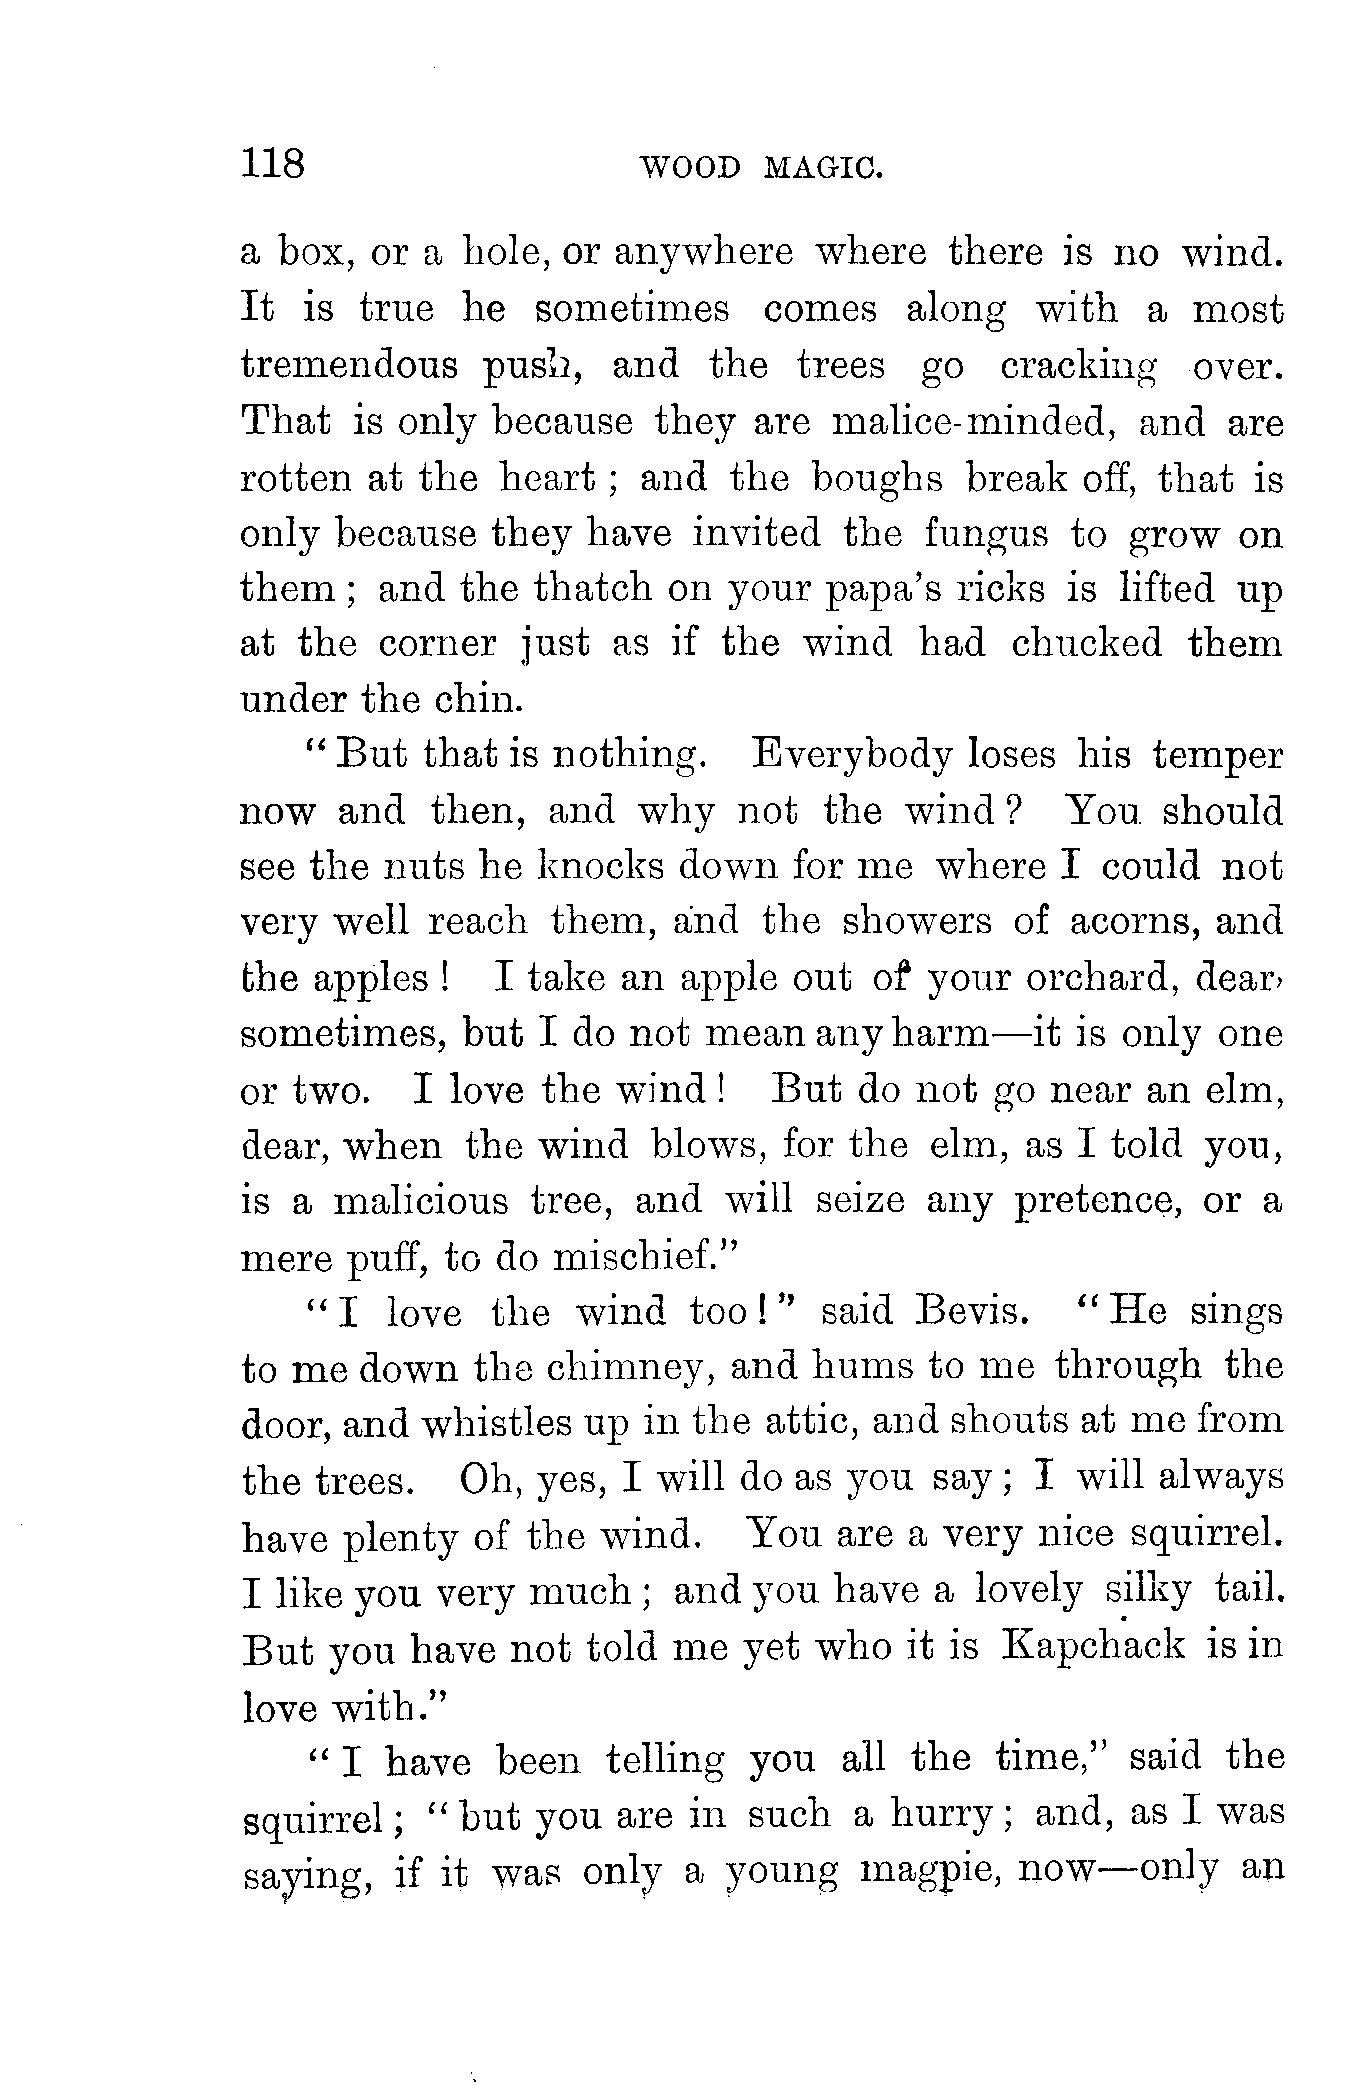 118 WOOD MAGIC.
a box, or a hole, or anywhere where there is no wind.
It is true he sometimes comes along with a most
tremendous push, and the trees go cracking over.
That is only because they are malice-minded, and are
rotten at the heart ; and the boughs break off, that is
only because they have invited the fungus to grow on
them ; and the thatch on your papa's ricks is lifted up
at the corner just as if the wind had chucked them
under the chin.
“ But that is nothing. Everybody loses his temper
now and then, and why not the wind ? You should
see the nuts he knocks down for me where I could not
very well reach them, and the showers of acorns, and
the apples ! I take an apple out of your orchard, dear,
sometimes, but I do not mean any harm—it is only one
or two. I love the wind ! But do not go near an elm,
dear, when the wind blows, for the elm, as I told you,
is a malicious tree, and will seize any pretence, or a
mere puff, to do mischief.”
“ I love the wind too ! ” said Bevis. “ He sings
to me down the chimney, and hums to me through the
door, and whistles up in the attic, and shouts at me from
the trees. Oh, yes, I will do as you say ; I will always
have plenty of the wind. You are a very nice squirrel.
I like you very much ; and you have a lovely silky tail.
But you have not told me yet who it is Kapchack is in
love with.”
“ I have been telling you all the time,” said the
squirrel ; “ but you are in such a hurry ; and, as I was
saying, if it was only a young magpie, now—only an